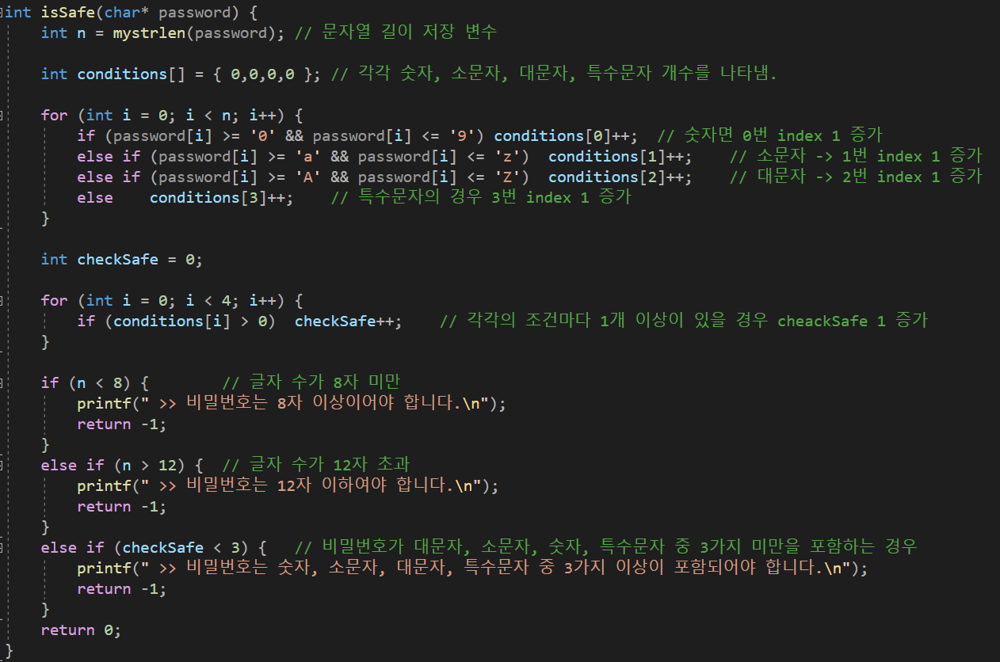 int isSafe(char* password) {
    int n = mystrlen(password); // 문자열 길이 저장 변수
    int conditions[] = { 0,0,0,0 }; // 각각 숫자, 소문자, 대문자, 특수문자 개수를 나타냄.
    for (int i = 0; i < n; i++) {
        if (password[i] >= '0' && password[i] <= '9') conditions[0]++;  // 숫자면 0번 index 1 증가
        else if (password[i] >= 'a' && password[i] <= 'z')  conditions[1]++;    // 소문자 -> 1번 index 1 증가
        else if (password[i] >= 'A' && password[i] <= 'Z')  conditions[2]++;    // 대문자 -> 2번 index 1 증가
        else    conditions[3]++;    // 특수문자의 경우 3번 index 1 증가
    }
    int checkSafe = 0;
    for (int i = 0; i < 4; i++) {
        if (conditions[i] > 0)  checkSafe++;    // 각각의 조건마다 1개 이상이 있을 경우 cheackSafe 1 증가
    }
    if (n < 8) {        // 글자 수가 8자 미만
        printf(" >> 비밀번호는 8자 이상이어야 합니다.\n");
        return -1;
    }
    else if (n > 12) {  // 글자 수가 12자 초과
        printf(" >> 비밀번호는 12자 이하여야 합니다.\n");
        return -1;
    }
    else if (checkSafe < 3) {   // 비밀번호가 대문자, 소문자, 숫자, 특수문자 중 3가지 미만을 포함하는 경우
        printf(" >> 비밀번호는 숫자, 소문자, 대문자, 특수문자 중 3가지 이상이 포함되어야 합니다.\n");
        return -1;
    }
    return 0;
}